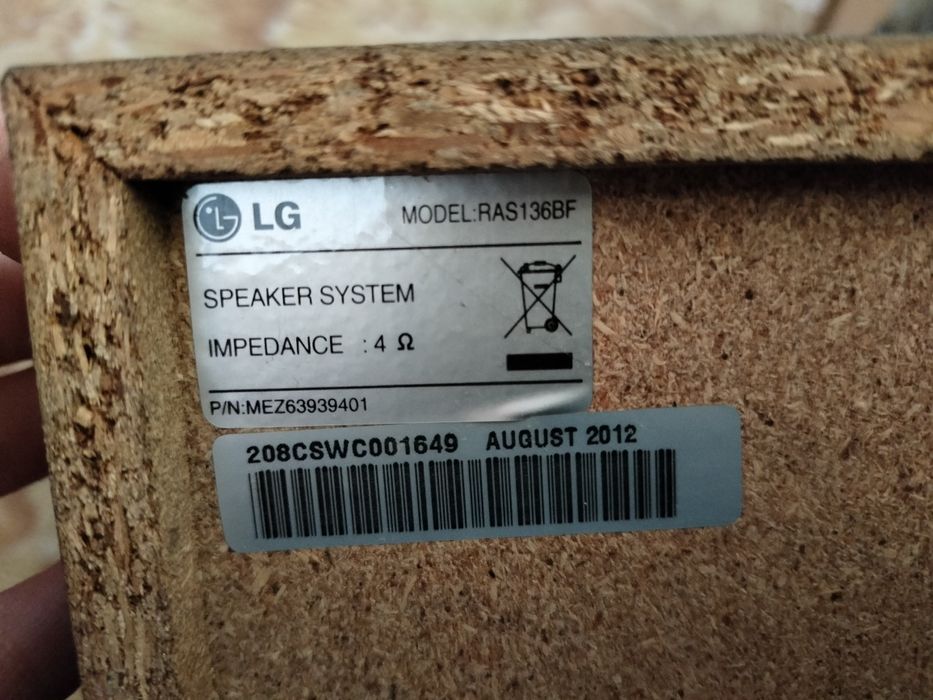 LG MODEL:RAS136BF
SPEAKER SYSTEM
IMPEDANCE : 4 Ω
P/N:MEZ63939401
208CSWC001649 AUGUST 2012